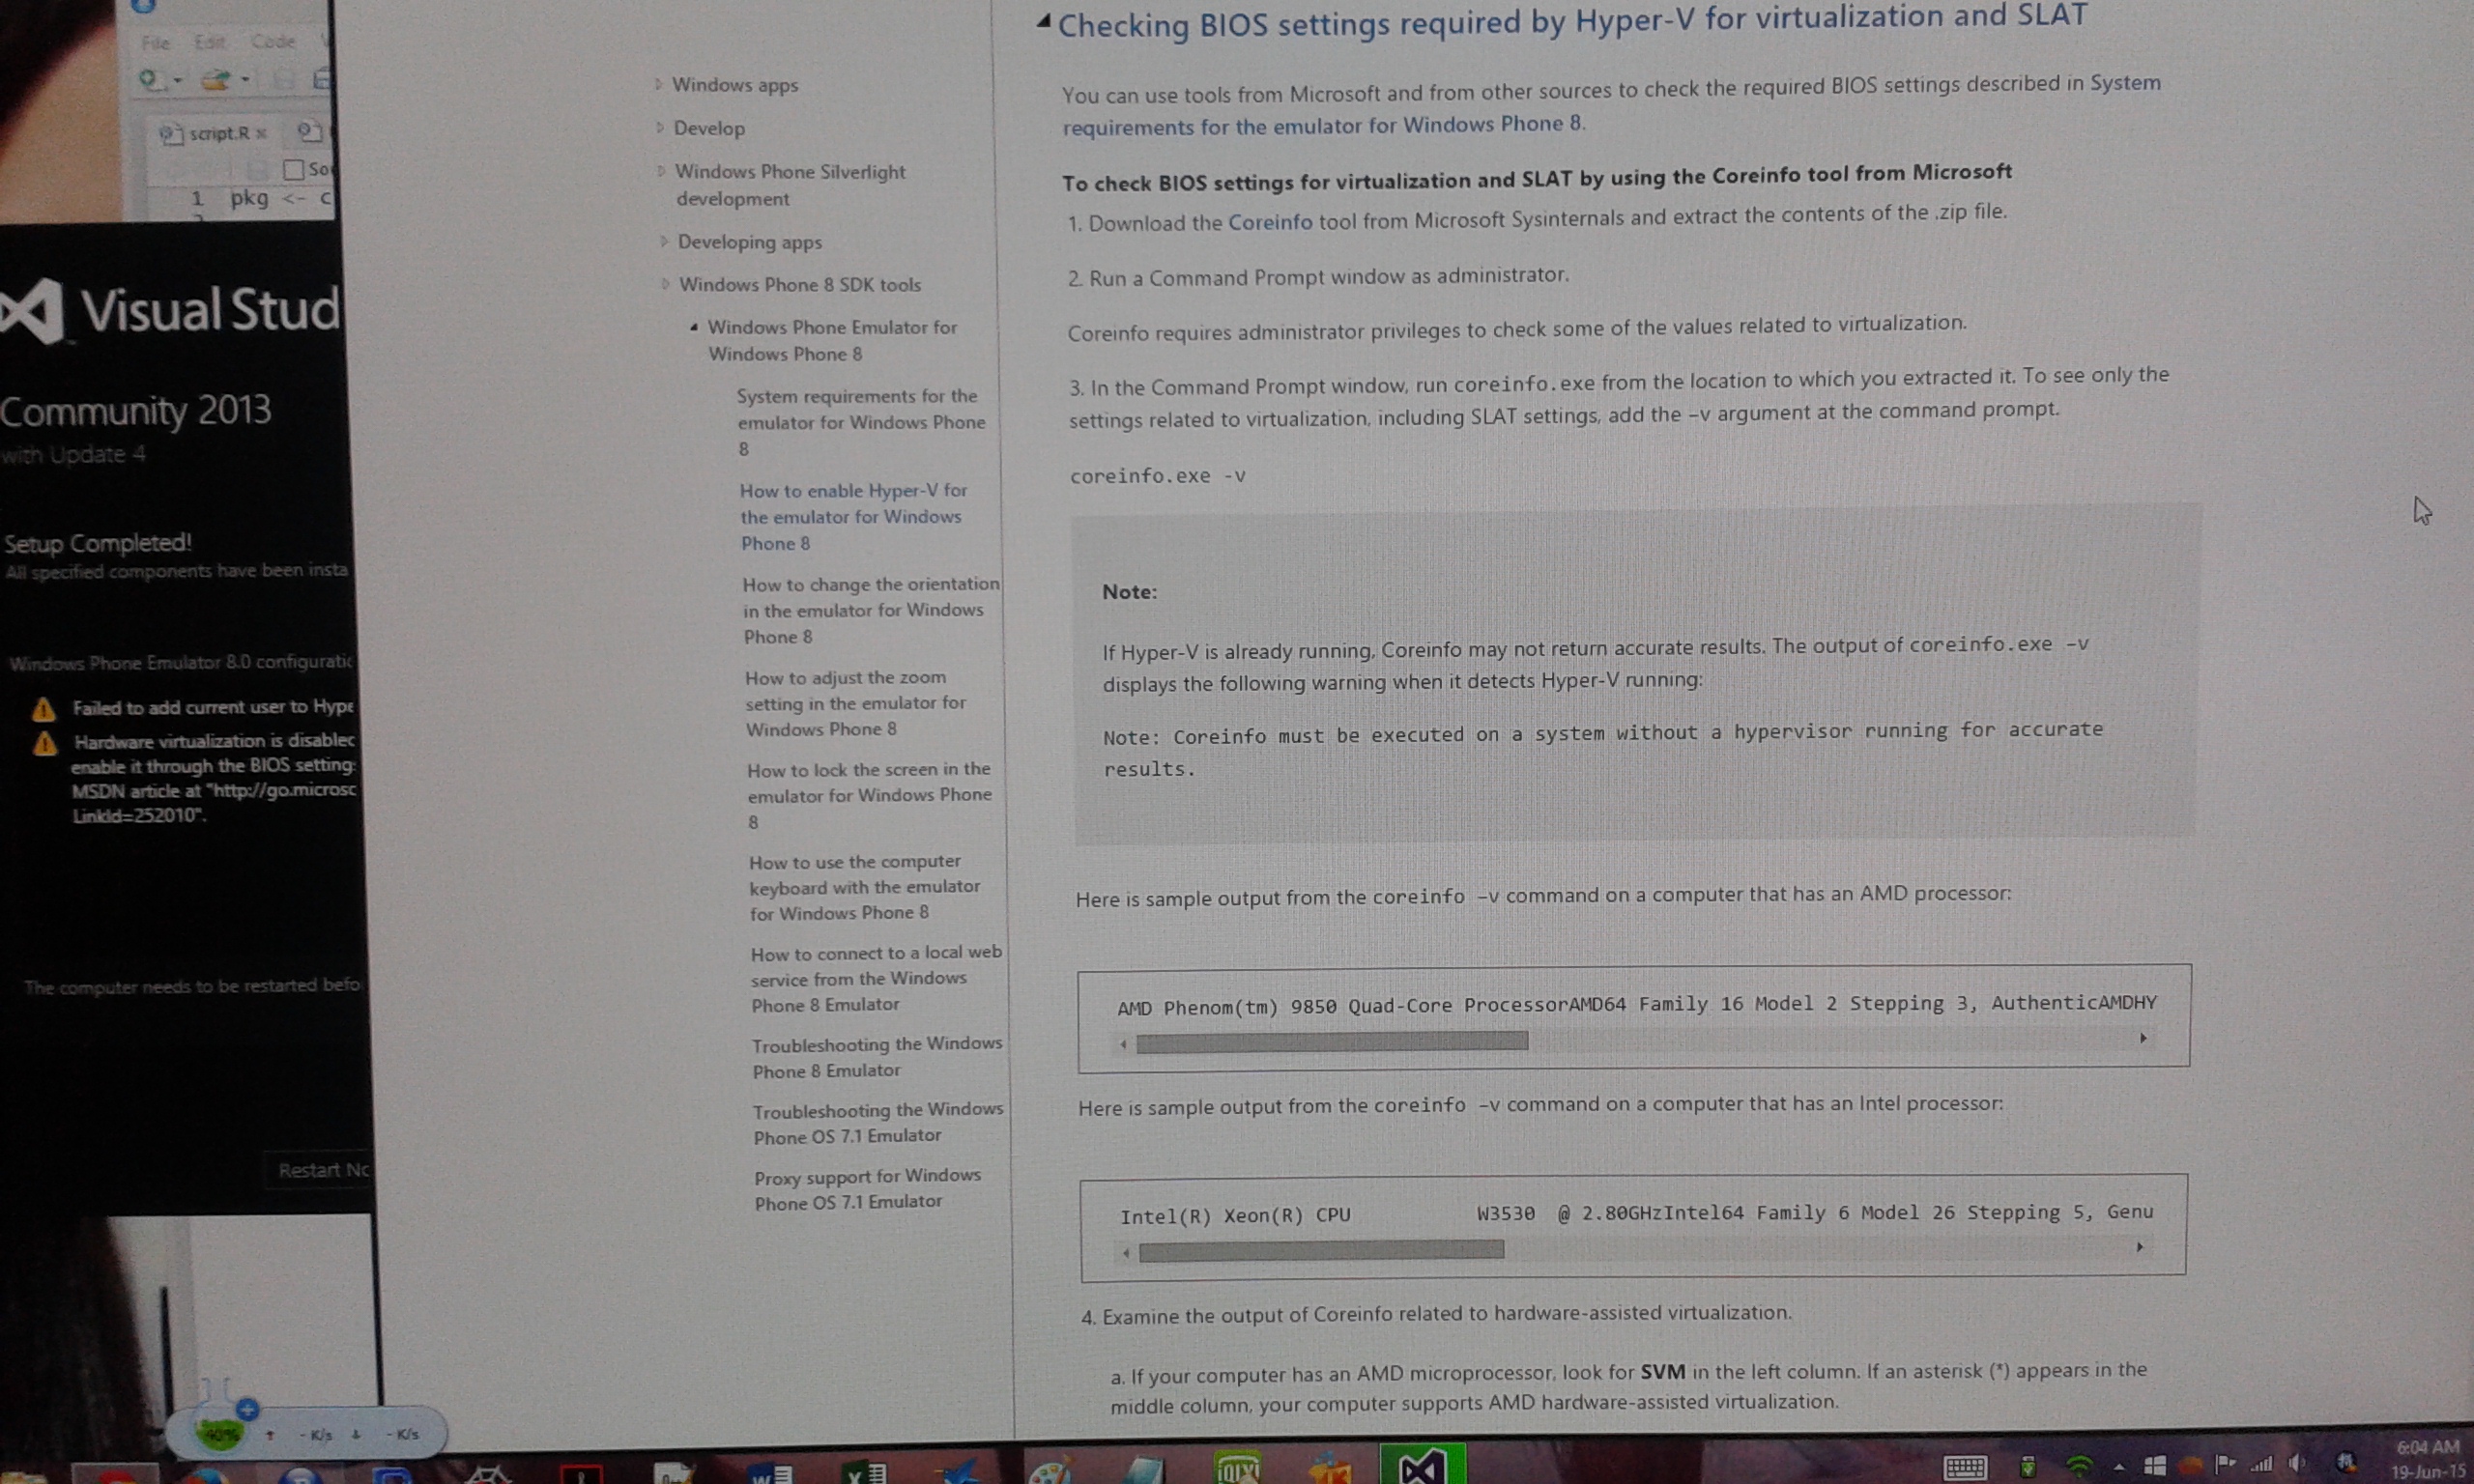 File Edit Code
script.R ×
So
1 pkg <- c
Visual Stud
Community 2013
with Update 4
Setup Completed!
All specified components have been insta
Windows Phone Emulator 8.0 configuratic
Failed to add current user to Hype
Hardware virtualization is disabled
enable it through the BIOS setting
MSDN article at "http://go.microsc
LinkId=252010".
The computer needs to be restarted befo
Restart No
40% - K/s - K/s
Windows apps
Develop
Windows Phone Silverlight
development
Developing apps
Windows Phone 8 SDK tools
Windows Phone Emulator for
Windows Phone 8
System requirements for the
emulator for Windows Phone
8
How to enable Hyper-V for
the emulator for Windows
Phone 8
How to change the orientation
in the emulator for Windows
Phone 8
How to adjust the zoom
setting in the emulator for
Windows Phone 8
How to lock the screen in the
emulator for Windows Phone
8
How to use the computer
keyboard with the emulator
for Windows Phone 8
How to connect to a local web
service from the Windows
Phone 8 Emulator
Troubleshooting the Windows
Phone 8 Emulator
Troubleshooting the Windows
Phone OS 7.1 Emulator
Proxy support for Windows
Phone OS 7.1 Emulator
Checking BIOS settings required by Hyper-V for virtualization and SLAT
You can use tools from Microsoft and from other sources to check the required BIOS settings described in System
requirements for the emulator for Windows Phone 8.
To check BIOS settings for virtualization and SLAT by using the Coreinfo tool from Microsoft
1. Download the Coreinfo tool from Microsoft Sysinternals and extract the contents of the .zip file.
2. Run a Command Prompt window as administrator.
Coreinfo requires administrator privileges to check some of the values related to virtualization.
3. In the Command Prompt window, run coreinfo.exe from the location to which you extracted it. To see only the
settings related to virtualization, including SLAT settings, add the –v argument at the command prompt.
coreinfo.exe -v
Note:
If Hyper-V is already running, Coreinfo may not return accurate results. The output of coreinfo.exe –v
displays the following warning when it detects Hyper-V running:
Note: Coreinfo must be executed on a system without a hypervisor running for accurate
results.
Here is sample output from the coreinfo –v command on a computer that has an AMD processor:
AMD Phenom(tm) 9850 Quad-Core ProcessorAMD64 Family 16 Model 2 Stepping 3, AuthenticAMDHY
Here is sample output from the coreinfo –v command on a computer that has an Intel processor:
Intel(R) Xeon(R) CPU W3530 @ 2.80GHzIntel64 Family 6 Model 26 Stepping 5, Genu
4. Examine the output of Coreinfo related to hardware-assisted virtualization.
a. If your computer has an AMD microprocessor, look for SVM in the left column. If an asterisk (*) appears in the
middle column, your computer supports AMD hardware-assisted virtualization.
6:04 AM
19-Jun-15